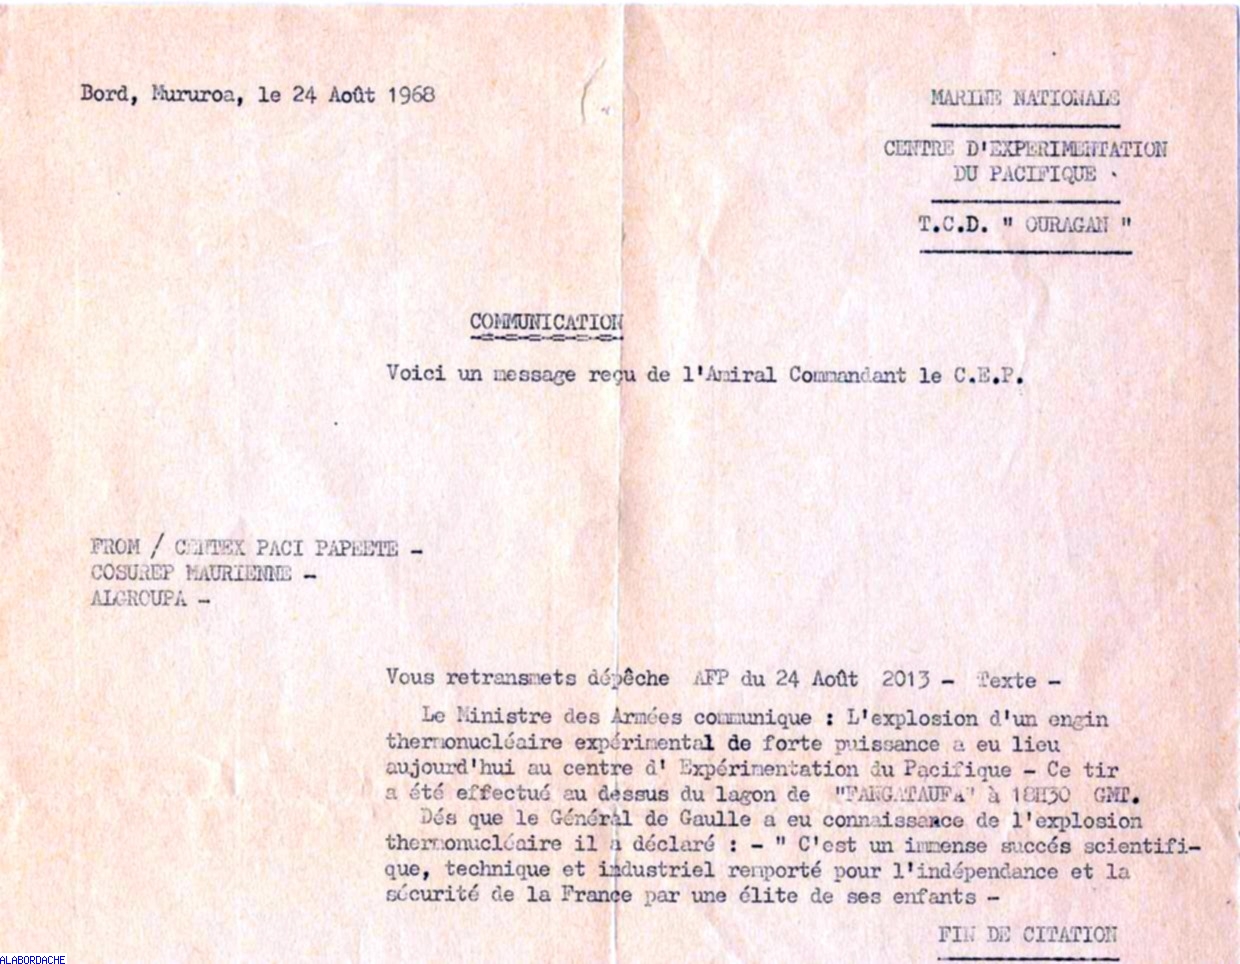 Bord, Mururoa, le 24 Août 1968
MARINE NATIONALE
CENTRE D'EXPERIMENTATION
DU PACIFIQUE
T.C.D. " OURAGAN "
COMMUNICATION
Voici un message reçu de l'Amiral Commandant le C.E.P.
FROM / CENTEX PACI PAPEETE -
COSUREP MAURIENNE -
ALGROUPA -
Vous retransmets dépêche AFP du 24 Août 2013 - Texte -
Le Ministre des Armées communique : L'explosion d'un engin
thermonucléaire expérimental de forte puissance a eu lieu
aujourd'hui au centre d' Expérimentation du Pacifique - Ce tir
a été effectué au dessus du lagon de "FANGATAUFA" à 18H30 GMT.
Dés que le Général de Gaulle a eu connaissance de l'explosion
thermonucléaire il a déclaré : - " C'est un immense succés scientifi-
que, technique et industriel remporté pour l'indépendance et la
sécurité de la France par une élite de ses enfants -
FIN DE CITATION
ALABORDACHE